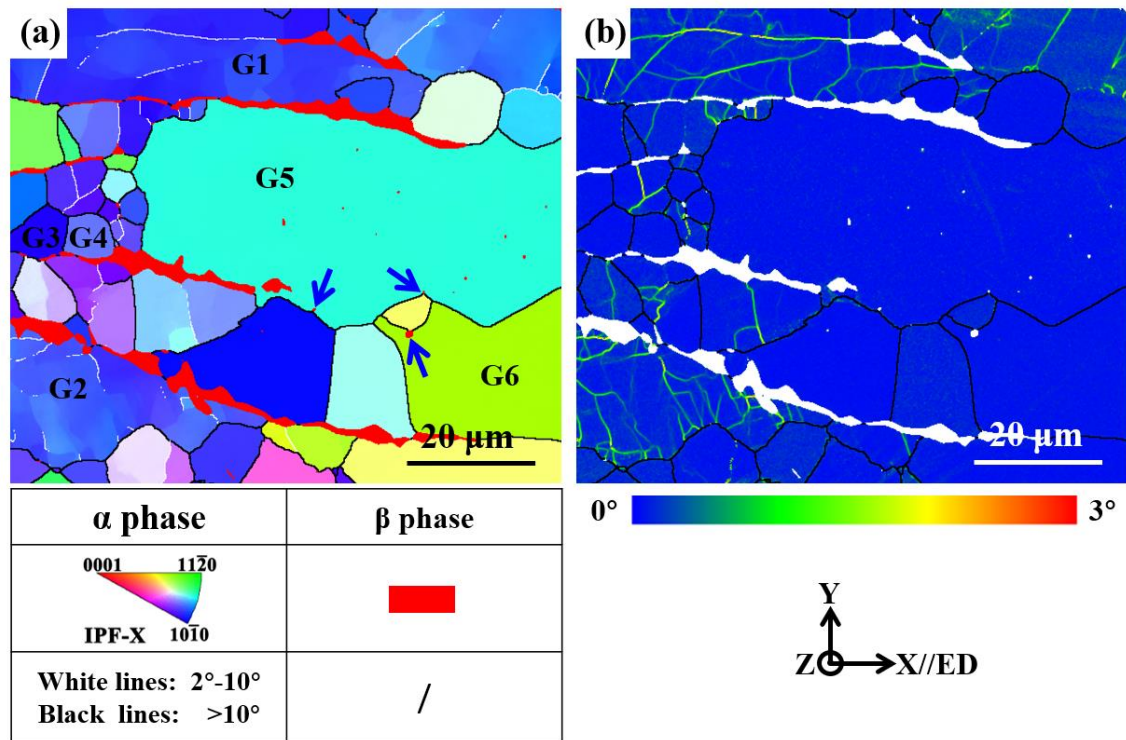 (a)
G1
G5
G3
G4
G2
G6
20 μm
(b)
20 μm
0°
3°
α phase
β phase
0001
112̄0
IPF-X
101̄0
White lines: 2°-10°
Black lines: >10°
/
Y
Z
X//ED